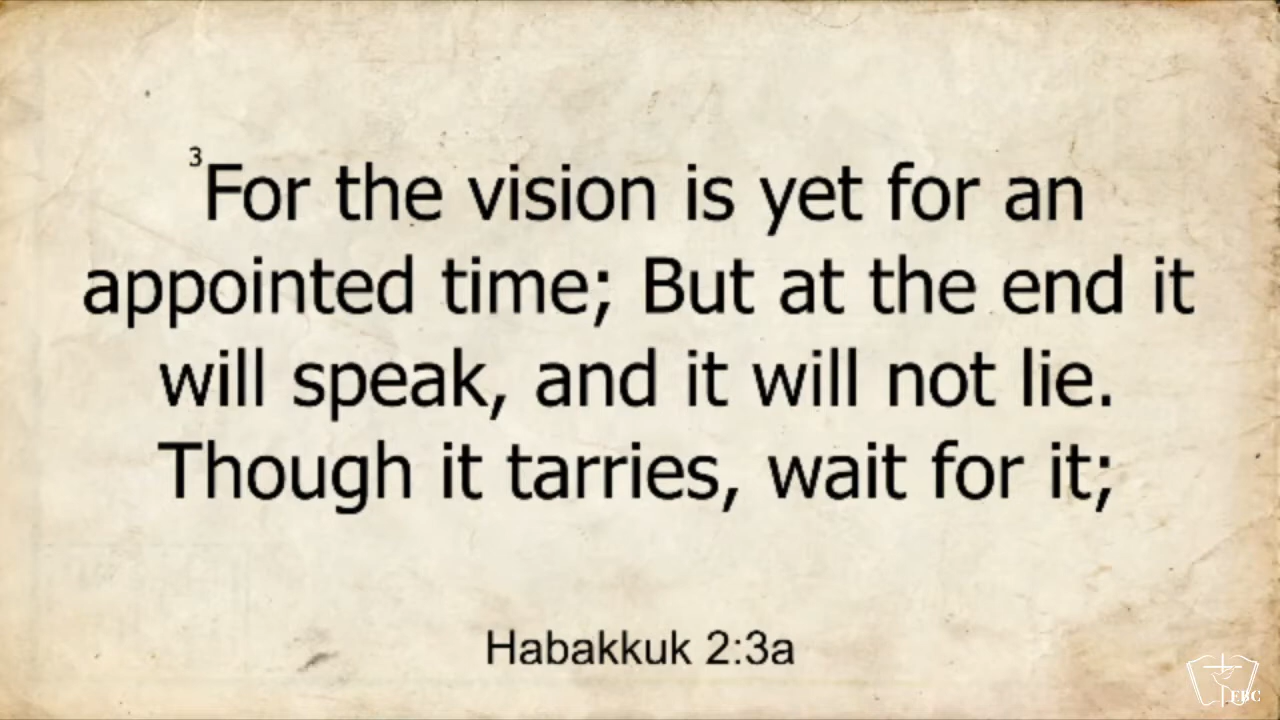 ³For the vision is yet for an
appointed time; But at the end it
will speak, and it will not lie.
Though it tarries, wait for it;
Habakkuk 2:3a